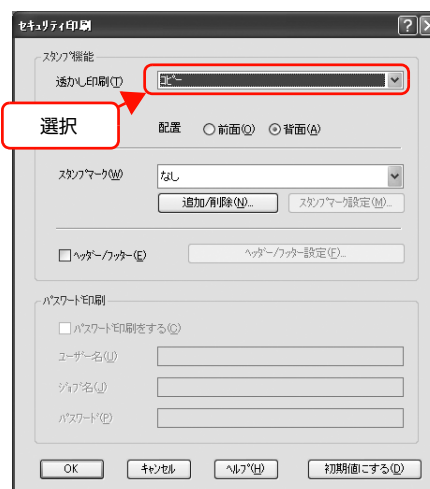 セキュリティ印刷
スタンプ機能
透かし印刷(T) コピー
選択
配置 前面(O) 背面(A)
スタンプマーク(W) なし
追加/削除(N)... スタンプマーク設定(M)...
ヘッダー/フッター(E) ヘッダー/フッター設定(F)...
パスワード印刷
パスワード印刷をする(C)
ユーザー名(U)
ジョブ名(J)
パスワード(P)
OK キャンセル ヘルプ(H) 初期値にする(D)